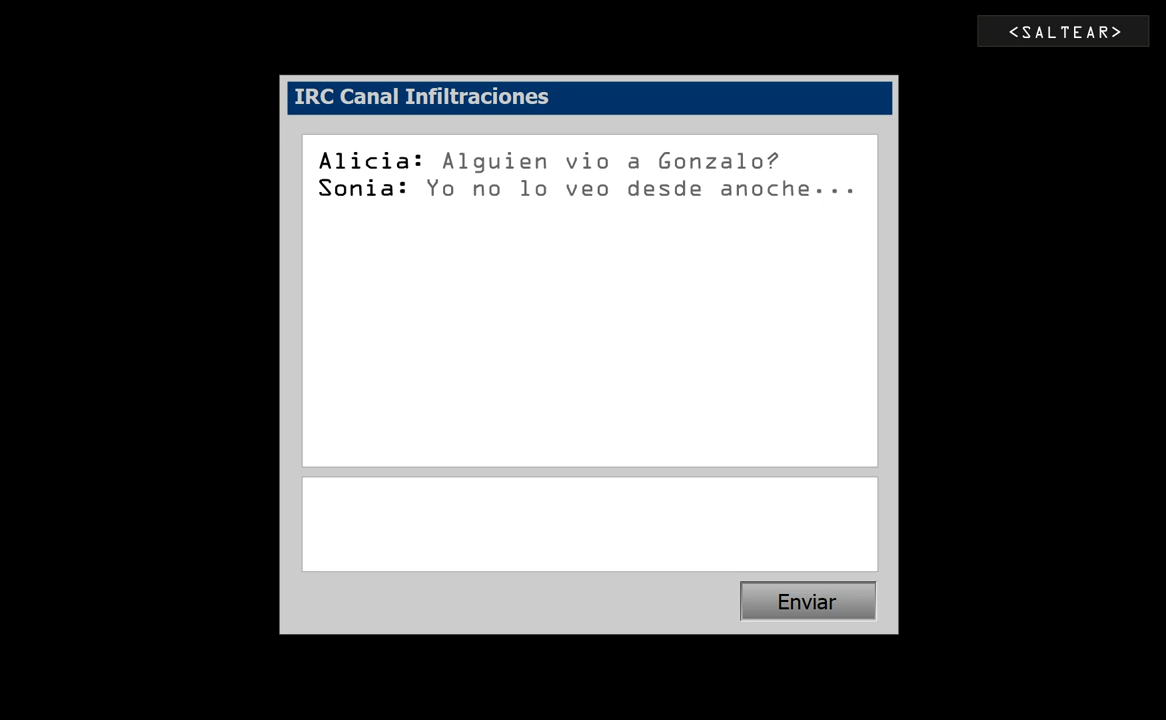 <SALTEAR>
IRC Canal Infiltraciones
Alicia: Alguien vio a Gonzalo?
Sonia: Yo no lo veo desde anoche...
Enviar